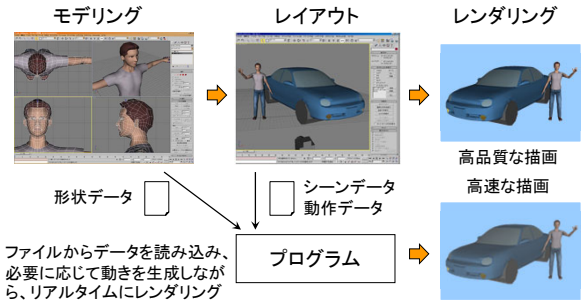 モデリング
レイアウト
レンダリング
高品質な描画
形状データ
シーンデータ
動作データ
高速な描画
ファイルからデータを読み込み、
必要に応じて動きを生成しなが
ら、リアルタイムにレンダリング
プログラム